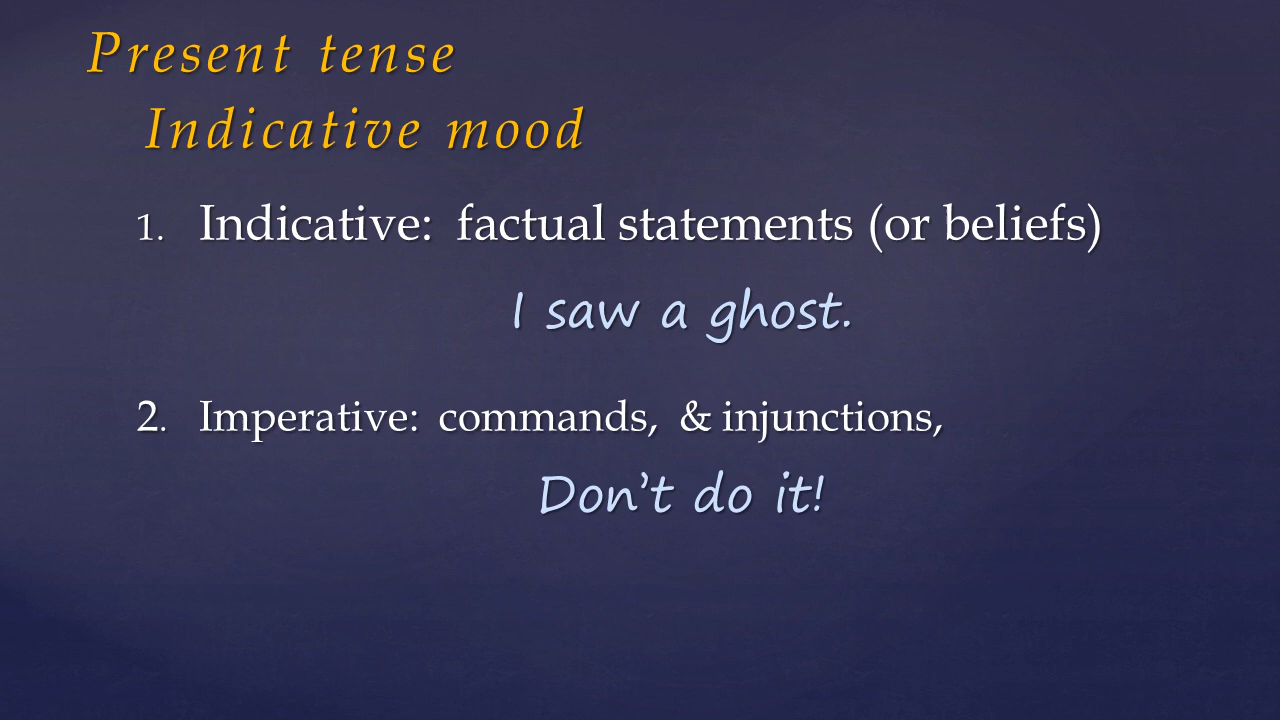 Present tense
Indicative mood
1. Indicative: factual statements (or beliefs)
I saw a ghost.
2. Imperative: commands, & injunctions,
Don’t do it!